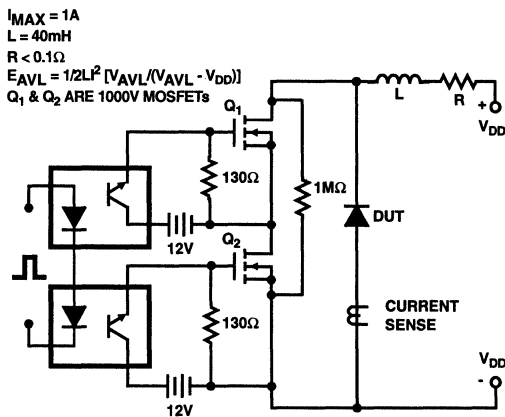 IMAX = 1A
L = 40mH
R < 0.1Ω
EAVL = 1/2LI² [VAVL/(VAVL - VDD)]
Q1 & Q2 ARE 1000V MOSFETs
Q1
L
R
+
VDD
130Ω
1MΩ
DUT
12V
Q2
CURRENT
SENSE
130Ω
VDD
-
12V